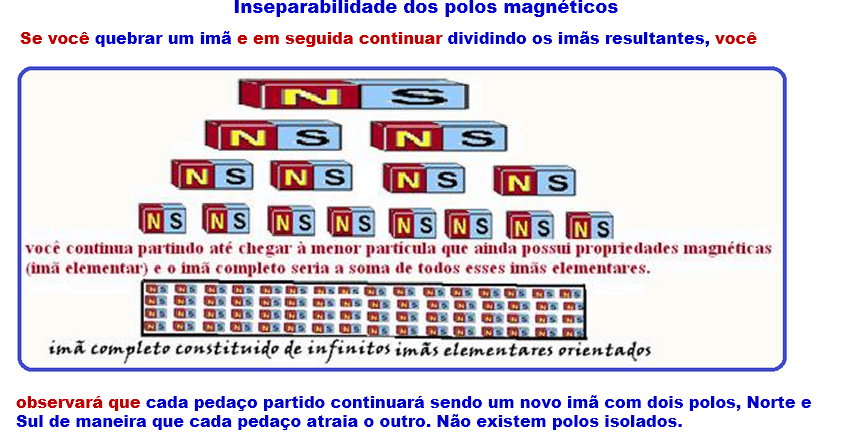 Inseparabilidade dos polos magnéticos
Se você quebrar um imã e em seguida continuar dividindo os imãs resultantes, você
N S
N S N S
N S N S N S N S
N S N S N S N S N S N S N S N S
você continua partindo até chegar à menor partícula que ainda possui propriedades magnéticas
(imã elementar) e o imã completo seria a soma de todos esses imãs elementares.
imã completo constituido de infinitos imãs elementares orientados
observará que cada pedaço partido continuará sendo um novo imã com dois polos, Norte e
Sul de maneira que cada pedaço atraia o outro. Não existem polos isolados.